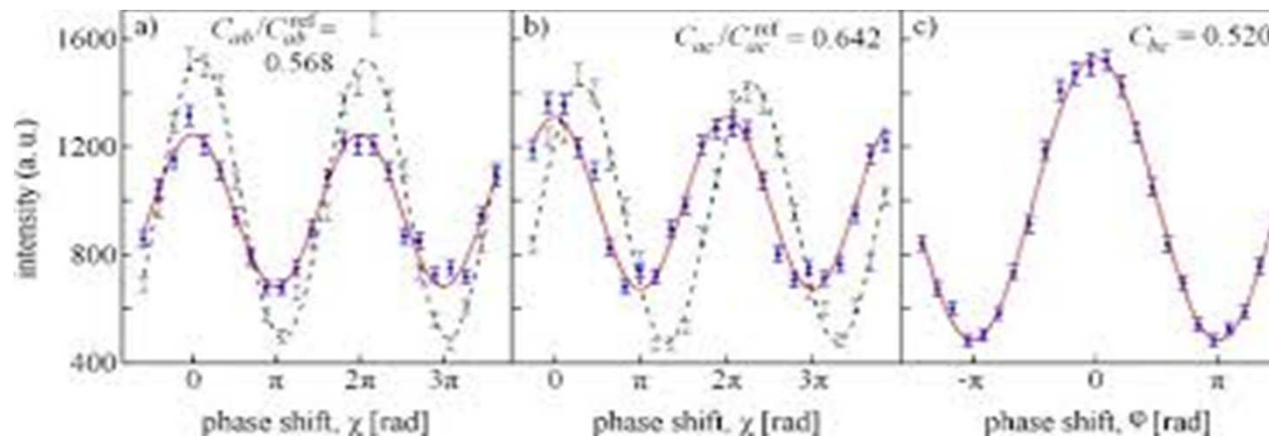 a)
C_ab/C_ab^ref =
0.568
b)
C_ac/C_ac^ref = 0.642
c)
C_bc = 0.520
1600
1200
800
400
intensity (a.u.)
0 π 2π 3π
0 π 2π 3π
-π 0 π
phase shift, χ [rad]
phase shift, χ [rad]
phase shift, φ [rad]